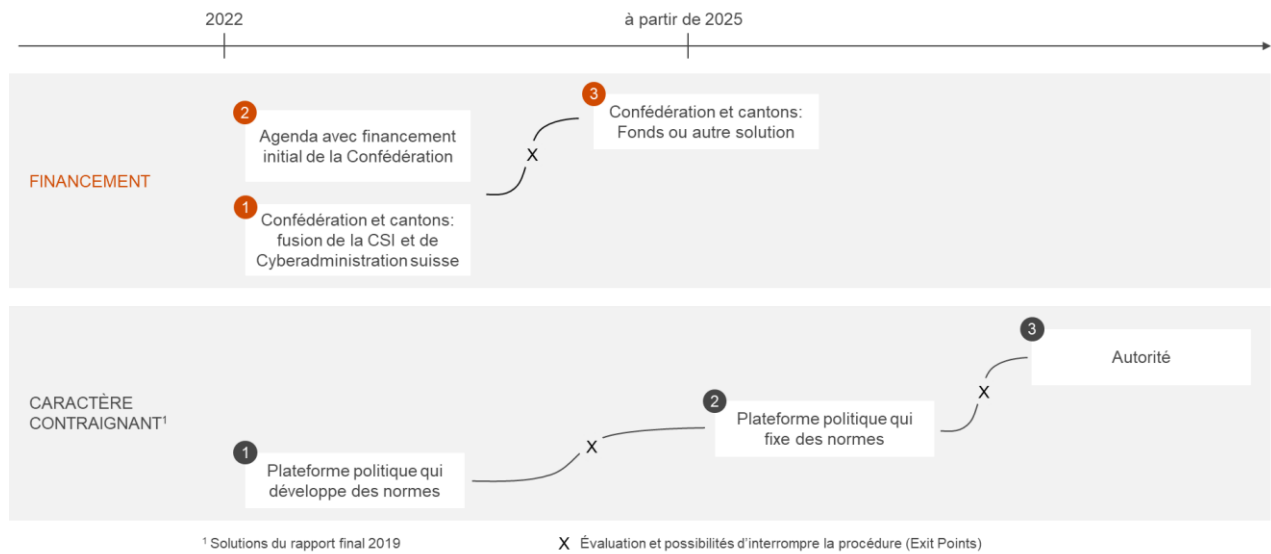 2022
à partir de 2025
FINANCEMENT
2
Agenda avec financement
initial de la Confédération
1
Confédération et cantons:
fusion de la CSI et de
Cyberadministration suisse
X
3
Confédération et cantons:
Fonds ou autre solution
CARACTÈRE
CONTRAIGNANT¹
1
Plateforme politique qui
développe des normes
X
2
Plateforme politique qui
fixe des normes
X
3
Autorité
¹ Solutions du rapport final 2019
X Évaluation et possibilités d'interrompre la procédure (Exit Points)